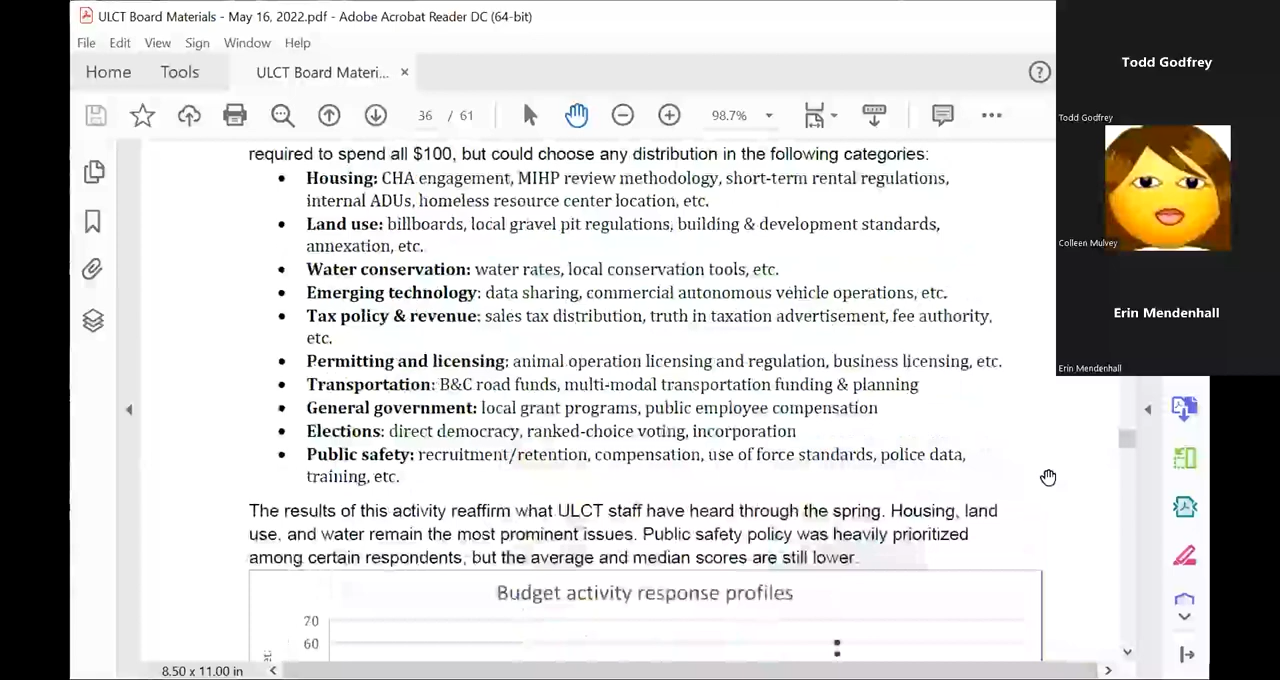 ULCT Board Materials - May 16, 2022.pdf - Adobe Acrobat Reader DC (64-bit)
File Edit View Sign Window Help
Home Tools ULCT Board Materi... ×
36 / 61 98.7%
required to spend all $100, but could choose any distribution in the following categories:
• Housing: CHA engagement, MIHP review methodology, short-term rental regulations,
internal ADUs, homeless resource center location, etc.
• Land use: billboards, local gravel pit regulations, building & development standards,
annexation, etc.
• Water conservation: water rates, local conservation tools, etc.
• Emerging technology: data sharing, commercial autonomous vehicle operations, etc.
• Tax policy & revenue: sales tax distribution, truth in taxation advertisement, fee authority,
etc.
• Permitting and licensing: animal operation licensing and regulation, business licensing, etc.
• Transportation: B&C road funds, multi-modal transportation funding & planning
• General government: local grant programs, public employee compensation
• Elections: direct democracy, ranked-choice voting, incorporation
• Public safety: recruitment/retention, compensation, use of force standards, police data,
training, etc.
The results of this activity reaffirm what ULCT staff have heard through the spring. Housing, land
use, and water remain the most prominent issues. Public safety policy was heavily prioritized
among certain respondents, but the average and median scores are still lower.
Budget activity response profiles
70
60
8.50 x 11.00 in
Todd Godfrey
Todd Godfrey
Colleen Mulvey
Erin Mendenhall
Erin Mendenhall